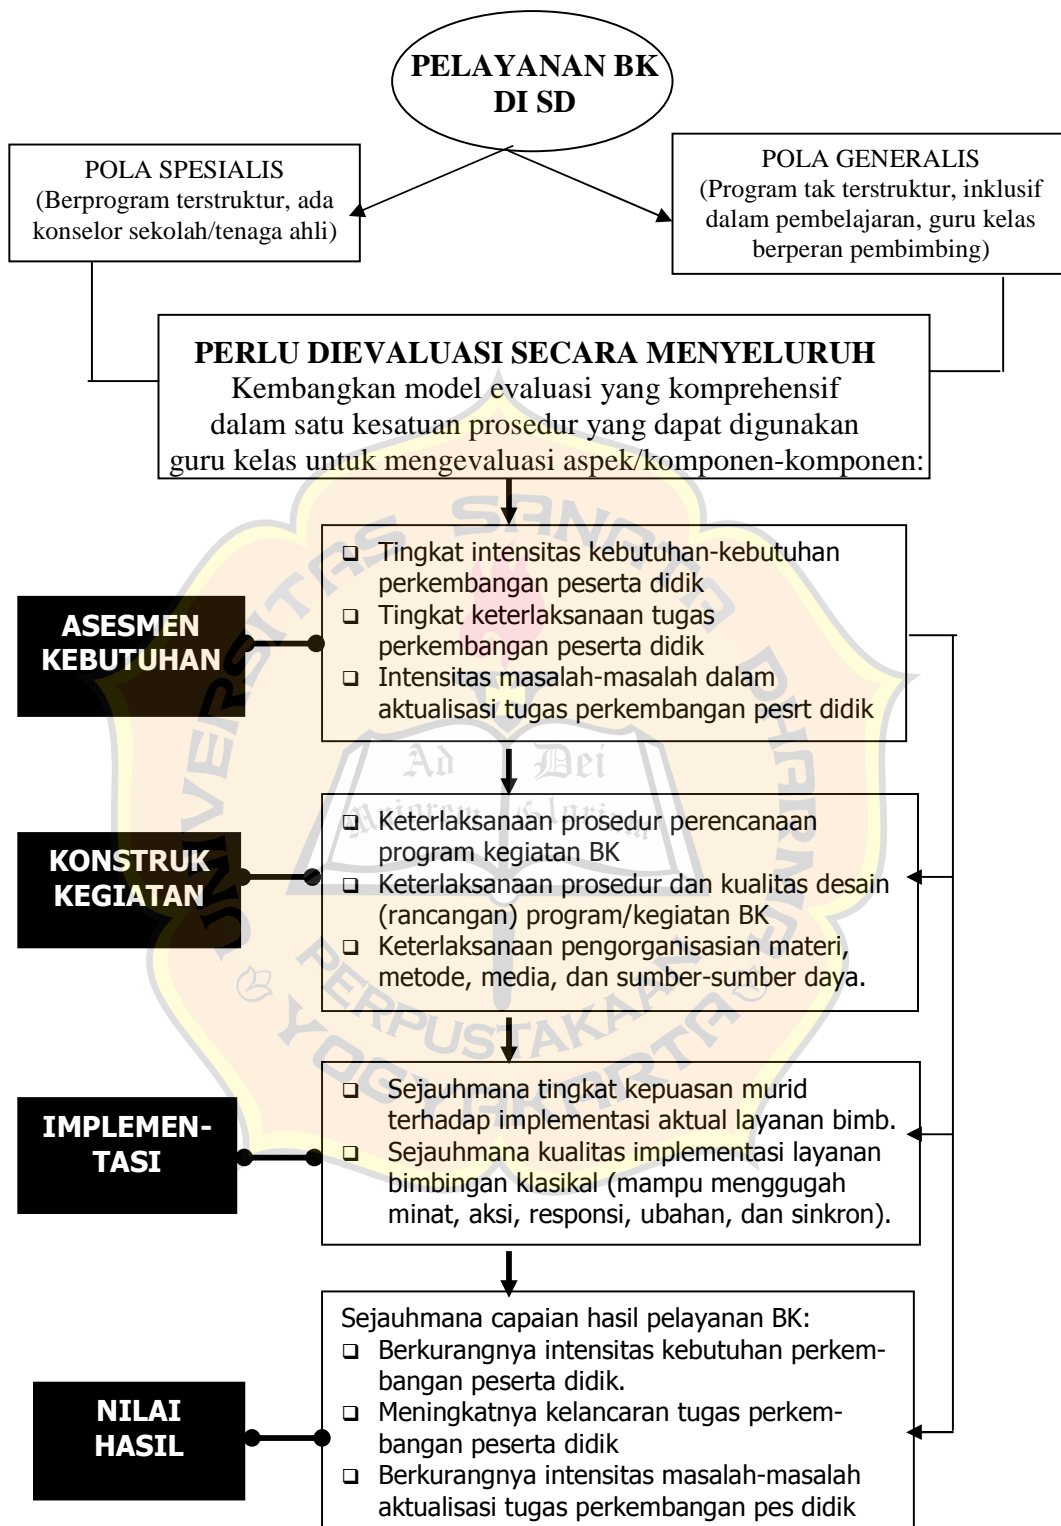 PELAYANAN BK
DI SD
POLA SPESIALIS
(Berprogram terstruktur, ada
konselor sekolah/tenaga ahli)
POLA GENERALIS
(Program tak terstruktur, inklusif
dalam pembelajaran, guru kelas
berperan pembimbing)
PERLU DIEVALUASI SECARA MENYELURUH
Kembangkan model evaluasi yang komprehensif
dalam satu kesatuan prosedur yang dapat digunakan
guru kelas untuk mengevaluasi aspek/komponen-komponen:
ASESMEN
KEBUTUHAN
Tingkat intensitas kebutuhan-kebutuhan
perkembangan peserta didik
Tingkat keterlaksanaan tugas
perkembangan peserta didik
Intensitas masalah-masalah dalam
aktualisasi tugas perkembangan pesrt didik
KONSTRUK
KEGIATAN
Keterlaksanaan prosedur perencanaan
program kegiatan BK
Keterlaksanaan prosedur dan kualitas desain
(rancangan) program/kegiatan BK
Keterlaksanaan pengorganisasian materi,
metode, media, dan sumber-sumber daya.
IMPLEMEN-
TASI
Sejauhmana tingkat kepuasan murid
terhadap implementasi aktual layanan bimb.
Sejauhmana kualitas implementasi layanan
bimbingan klasikal (mampu menggugah
minat, aksi, responsi, ubahan, dan sinkron).
NILAI
HASIL
Sejauhmana capaian hasil pelayanan BK:
Berkurangnya intensitas kebutuhan perkem-
bangan peserta didik.
Meningkatnya kelancaran tugas perkem-
bangan peserta didik
Berkurangnya intensitas masalah-masalah
aktualisasi tugas perkembangan pes didik
UNIVERSITAS SANATA DHARMA
Ad Dei
PERPUSTAKAAN
YOGYAKARTA